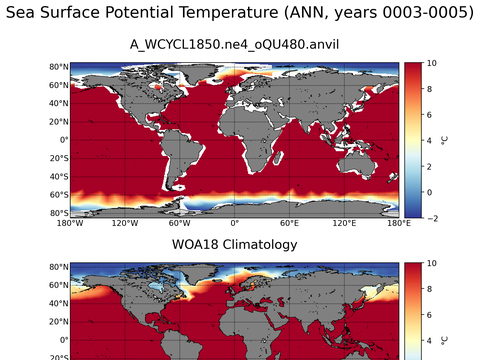 Sea Surface Potential Temperature (ANN, years 0003-0005)
A_WCYCL1850.ne4_oQU480.anvil
80°N
60°N
40°N
20°N
0°
20°S
40°S
60°S
80°S
180°W 120°W 60°W 0° 60°E 120°E 180°E
10
8
6
4
2
0
−2
°C
WOA18 Climatology
80°N
60°N
40°N
20°N
0°
20°S
10
8
6
4
°C